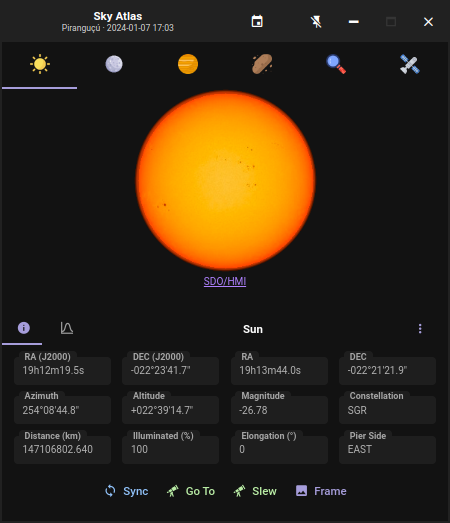 Sky Atlas
Piranguçú · 2024-01-07 17:03
SDO/HMI
Sun
RA (J2000) DEC (J2000) RA DEC
19h12m19.5s -022°23'41.7" 19h13m44.0s -022°21'21.9"
Azimuth Altitude Magnitude Constellation
254°08'44.8" +022°39'14.7" -26.78 SGR
Distance (km) Illuminated (%) Elongation (°) Pier Side
147106802.640 100 0 EAST
Sync Go To Slew Frame